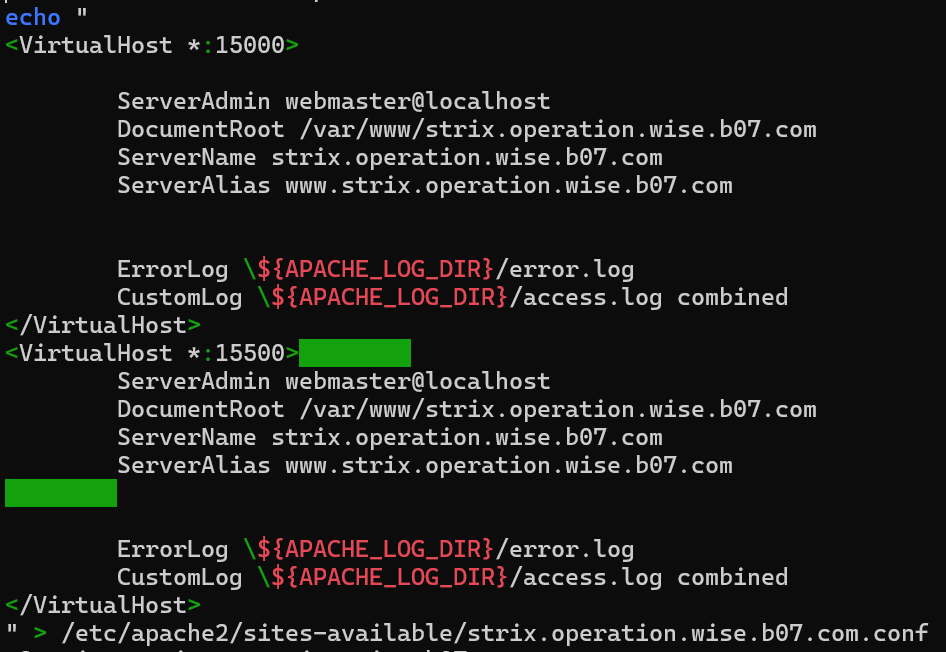 echo "
<VirtualHost *:15000>
        ServerAdmin webmaster@localhost
        DocumentRoot /var/www/strix.operation.wise.b07.com
        ServerName strix.operation.wise.b07.com
        ServerAlias www.strix.operation.wise.b07.com
        ErrorLog \${APACHE_LOG_DIR}/error.log
        CustomLog \${APACHE_LOG_DIR}/access.log combined
</VirtualHost>
<VirtualHost *:15500>
        ServerAdmin webmaster@localhost
        DocumentRoot /var/www/strix.operation.wise.b07.com
        ServerName strix.operation.wise.b07.com
        ServerAlias www.strix.operation.wise.b07.com
        ErrorLog \${APACHE_LOG_DIR}/error.log
        CustomLog \${APACHE_LOG_DIR}/access.log combined
</VirtualHost>
" > /etc/apache2/sites-available/strix.operation.wise.b07.com.conf